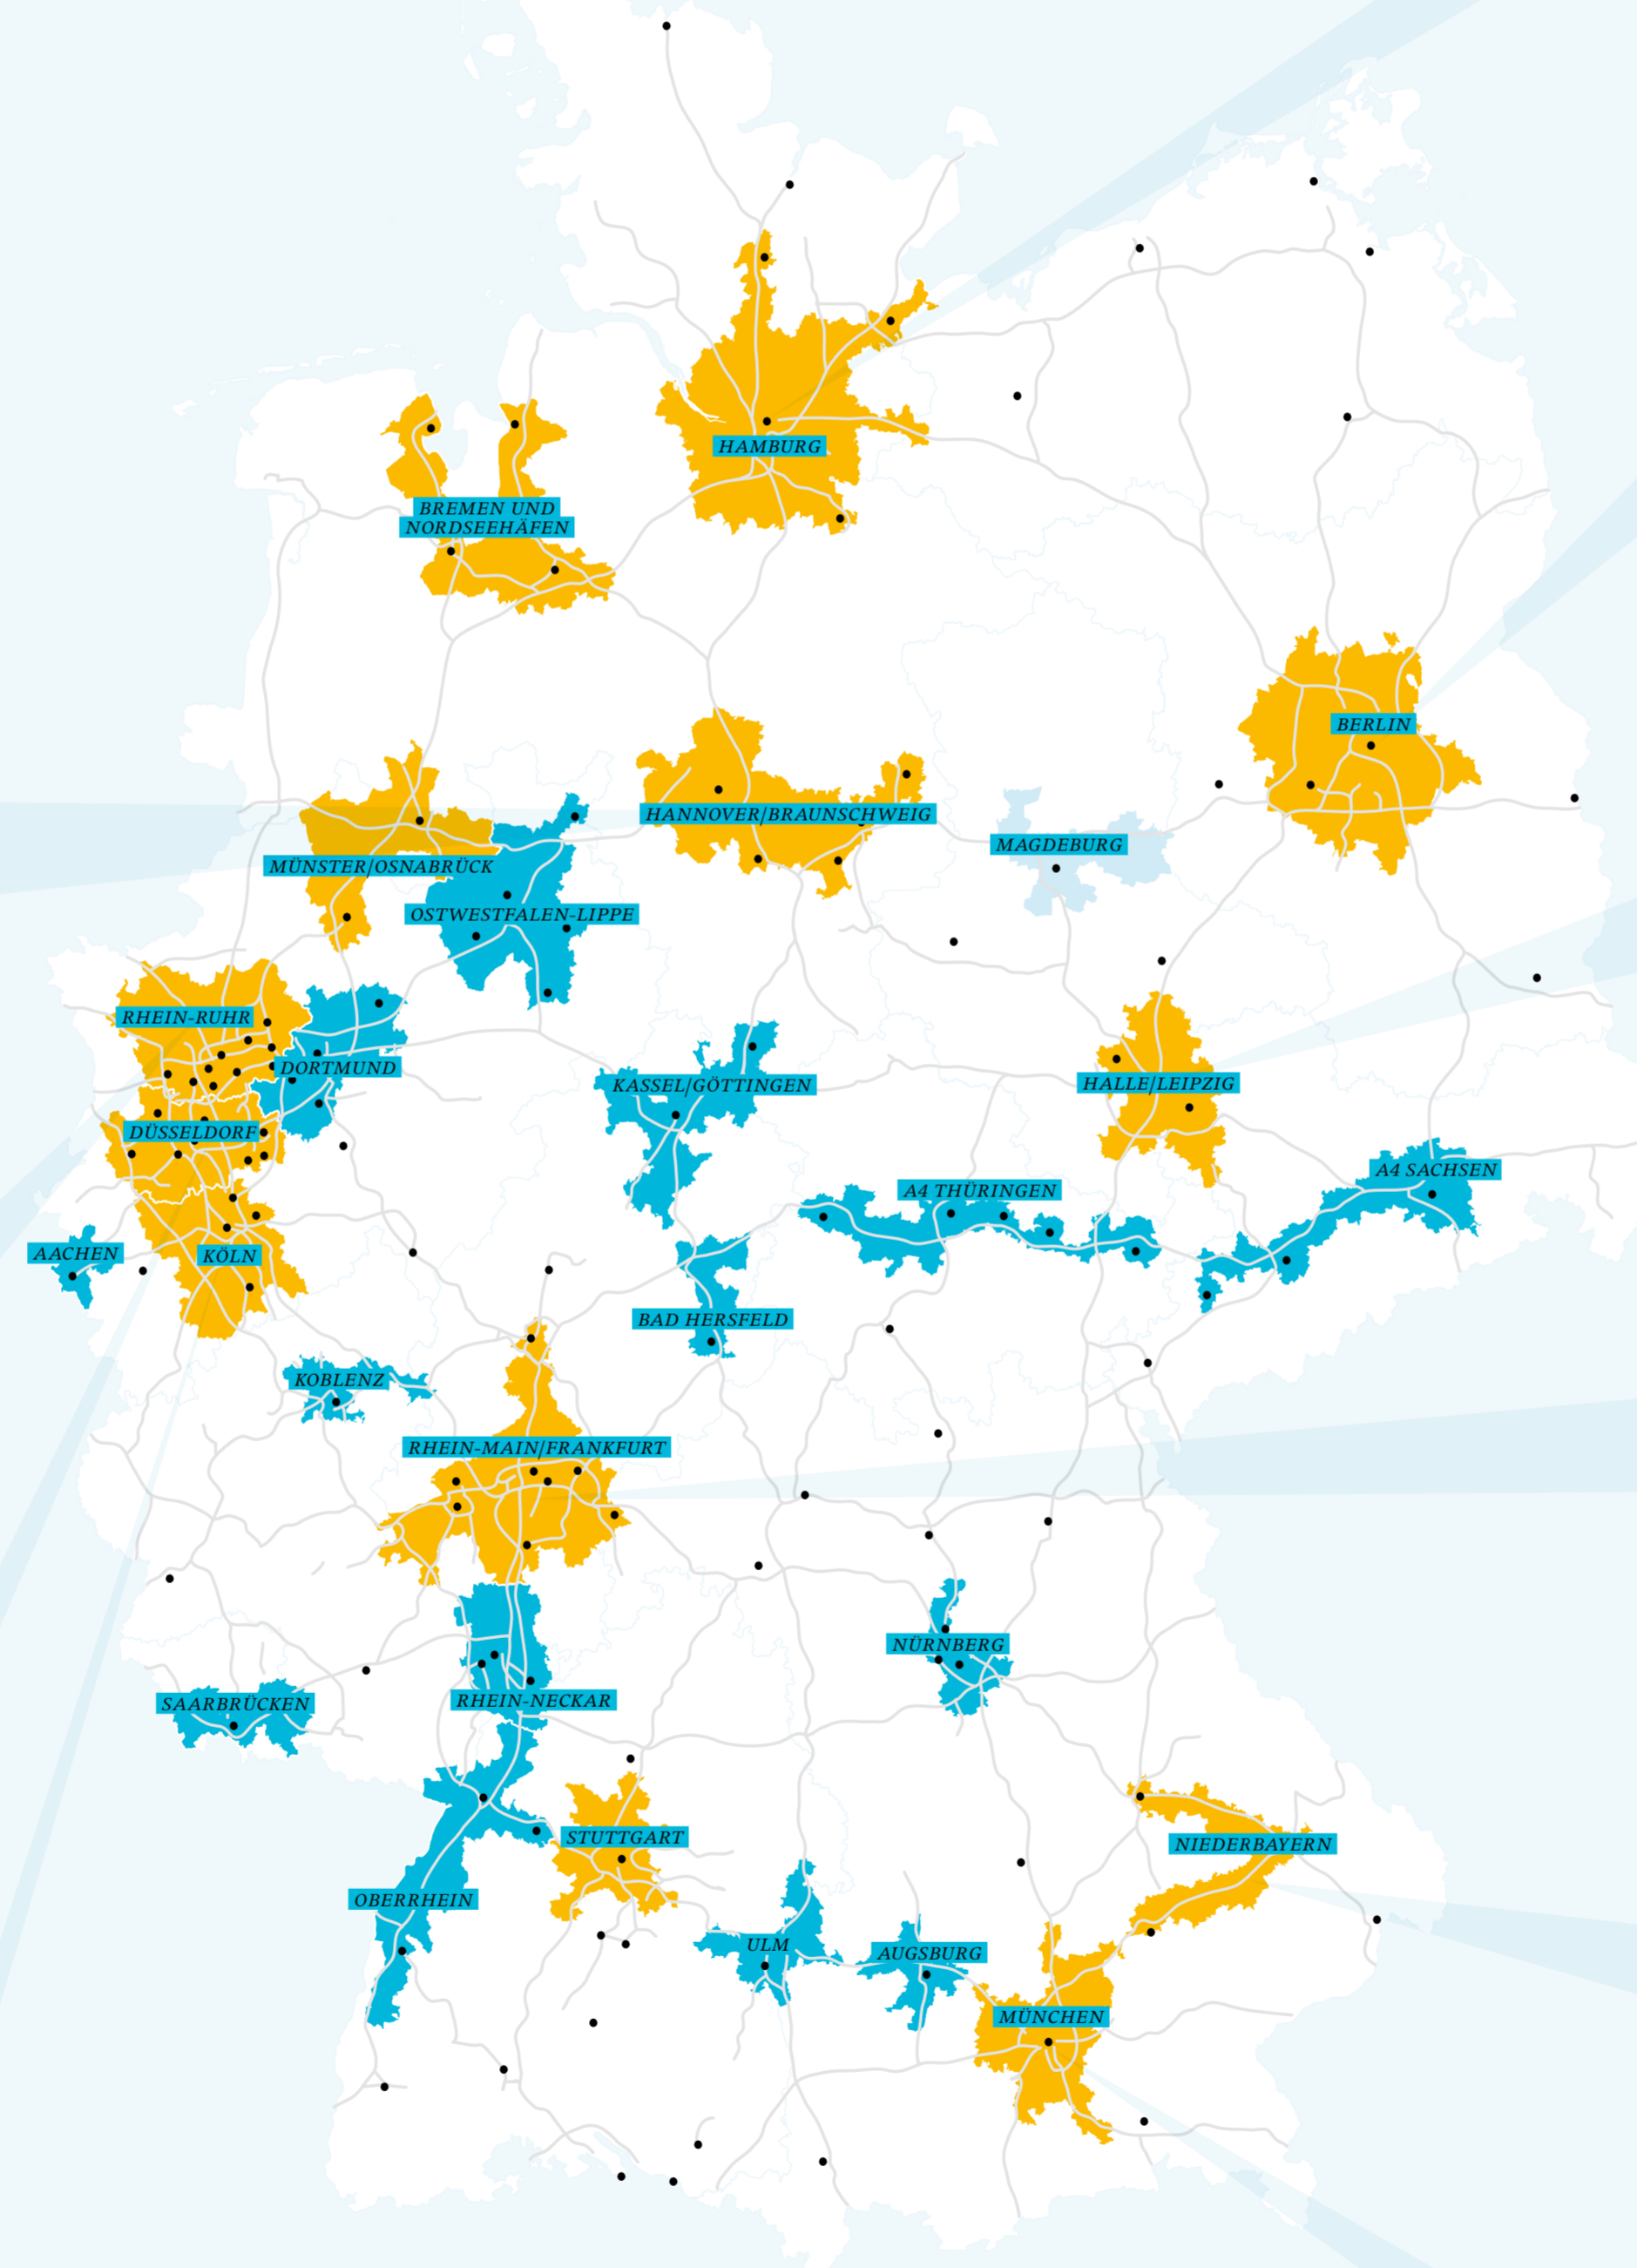 HAMBURG
BREMEN UND
NORDSEEHÄFEN
BERLIN
HANNOVER/BRAUNSCHWEIG
MAGDEBURG
MÜNSTER/OSNABRÜCK
OSTWESTFALEN-LIPPE
RHEIN-RUHR
DORTMUND
KASSEL/GÖTTINGEN
HALLE/LEIPZIG
DÜSSELDORF
A4 SACHSEN
A4 THÜRINGEN
AACHEN
KÖLN
BAD HERSFELD
KOBLENZ
RHEIN-MAIN/FRANKFURT
NÜRNBERG
RHEIN-NECKAR
SAARBRÜCKEN
STUTTGART
NIEDERBAYERN
OBERRHEIN
ULM
AUGSBURG
MÜNCHEN